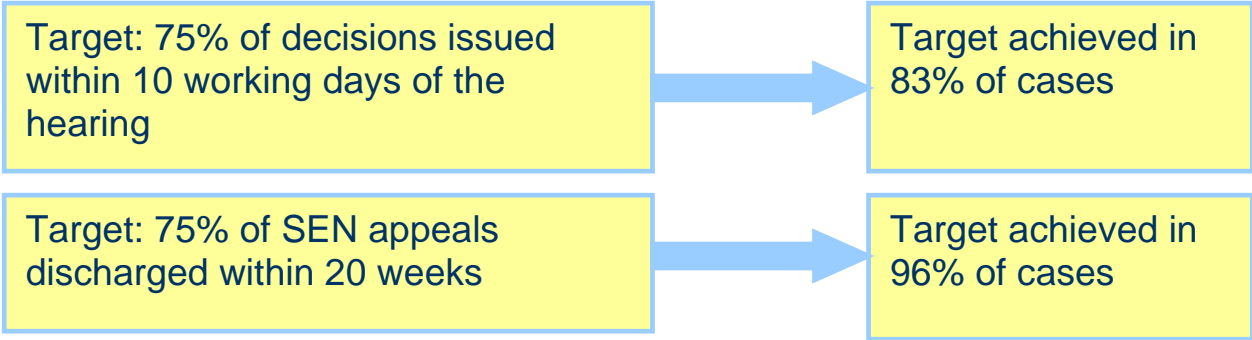 Target: 75% of decisions issued
within 10 working days of the
hearing
Target achieved in
83% of cases
Target: 75% of SEN appeals
discharged within 20 weeks
Target achieved in
96% of cases